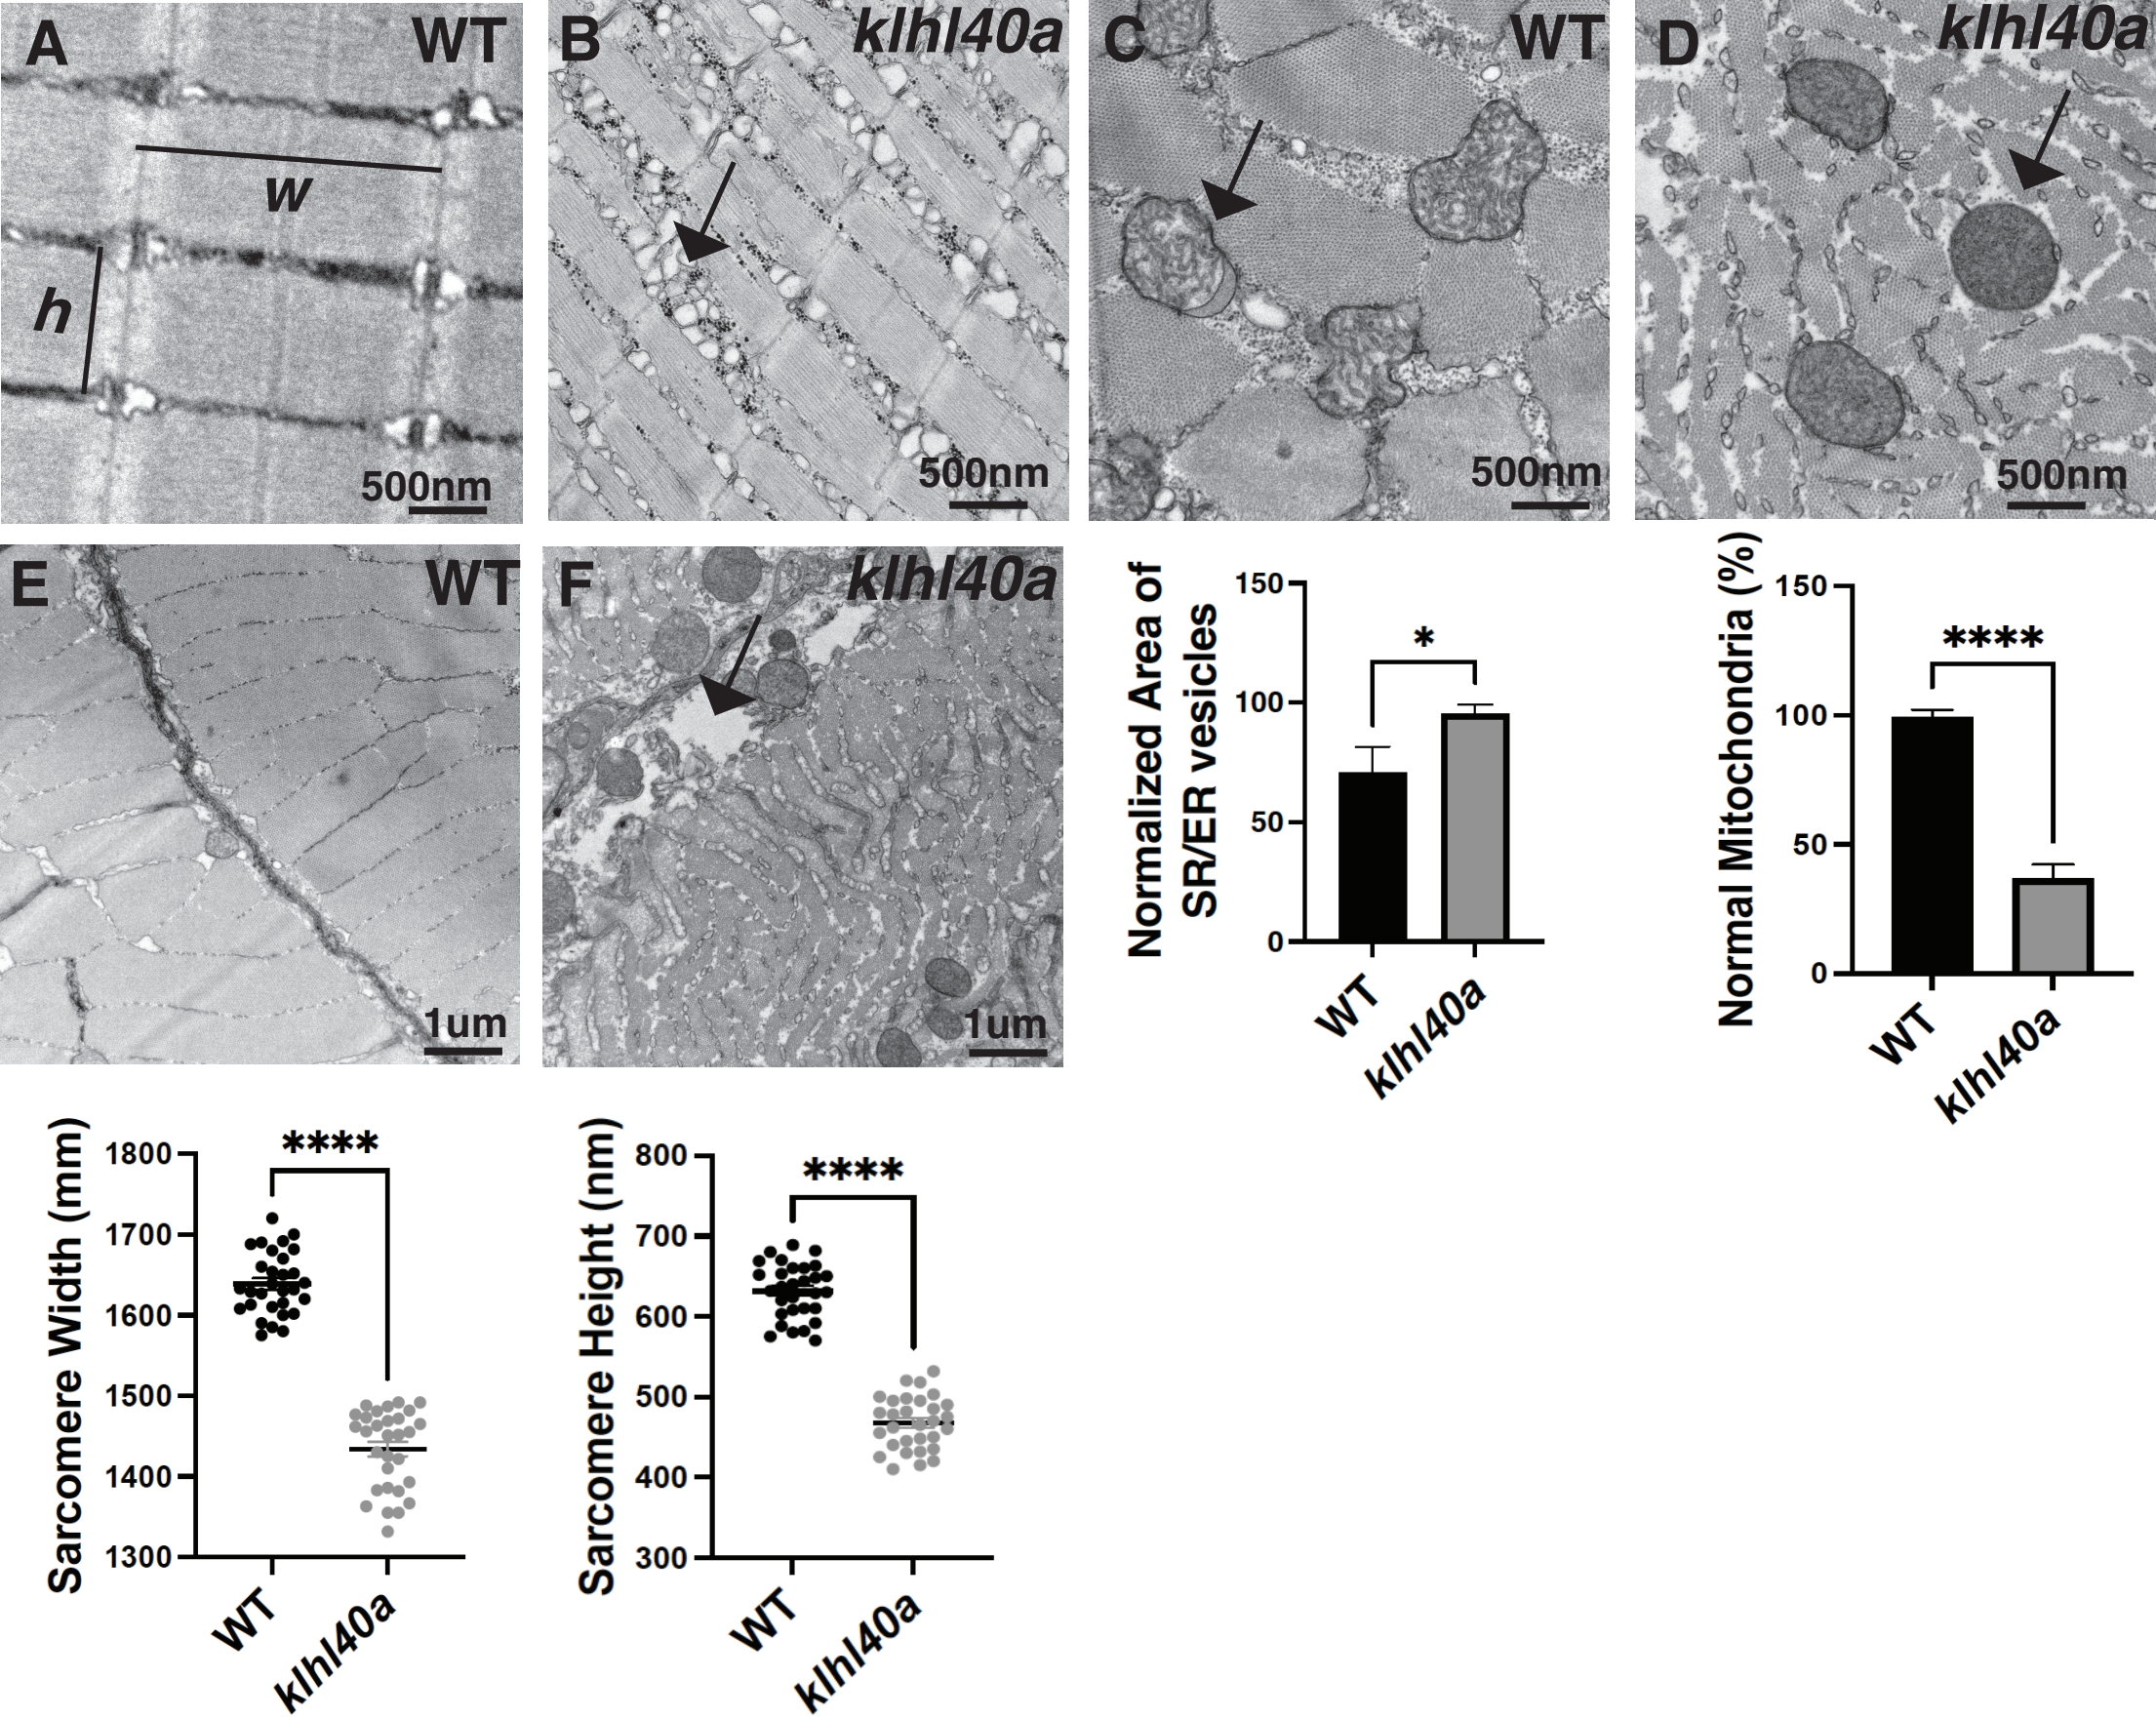 A
WT
w
h
500nm
B
klhl40a
500nm
C
WT
500nm
D
klhl40a
500nm
E
WT
1um
F
klhl40a
1um
Normalized Area of
SR/ER vesicles
150
100
50
0
*
WT
klhl40a
Normal Mitochondria (%)
150
100
50
0
****
WT
klhl40a
Sarcomere Width (mm)
1800
1700
1600
1500
1400
1300
****
WT
klhl40a
Sarcomere Height (nm)
800
700
600
500
400
300
****
WT
klhl40a